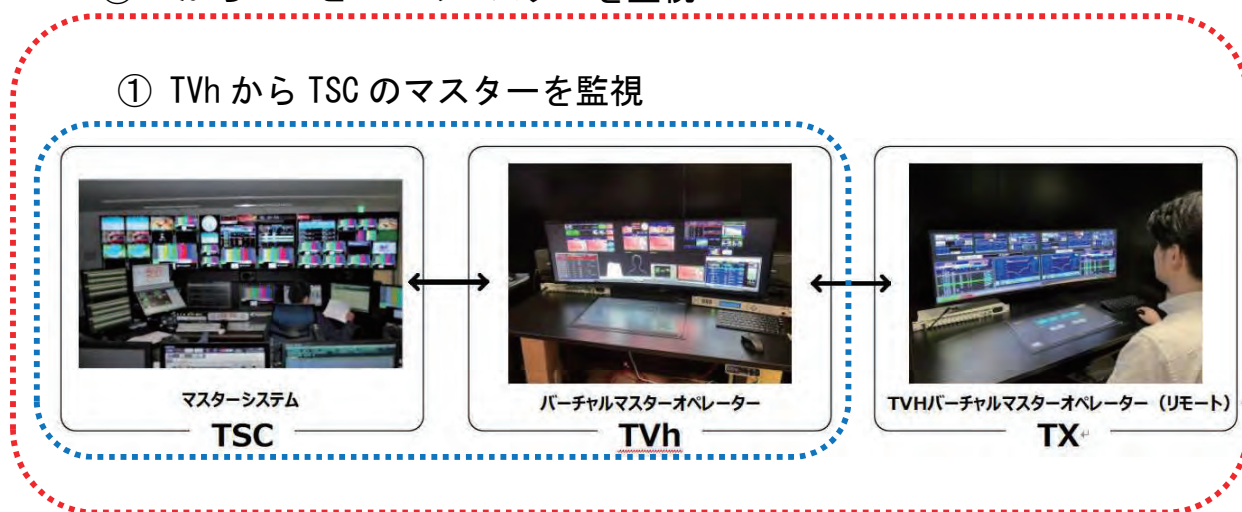 ① TVh から TSC のマスターを監視
マスターシステム
TSC
バーチャルマスターオペレーター
TVh
TVHバーチャルマスターオペレーター（リモート）
TX